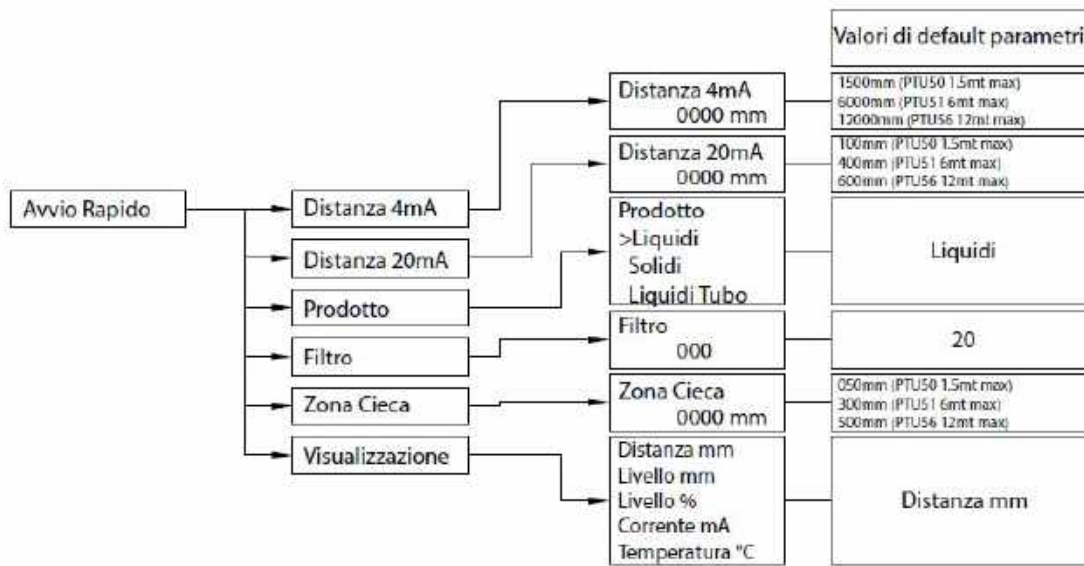 Valori di default parametri
Distanza 4mA
0000 mm
1500mm (PTU50 1.5mt max)
6000mm (PTU51 6mt max)
12000mm (PTU56 12mt max)
Distanza 20mA
0000 mm
100mm (PTU50 1.5mt max)
400mm (PTU51 6mt max)
600mm (PTU56 12mt max)
Avvio Rapido
Distanza 4mA
Distanza 20mA
Prodotto
Filtro
Zona Cieca
Visualizzazione
Prodotto
>Liquidi
Solidi
Liquidi Tubo
Liquidi
Filtro
000
20
Zona Cieca
0000 mm
050mm (PTU50 1.5mt max)
300mm (PTU51 6mt max)
500mm (PTU56 12mt max)
Distanza mm
Livello mm
Livello %
Corrente mA
Temperatura °C
Distanza mm